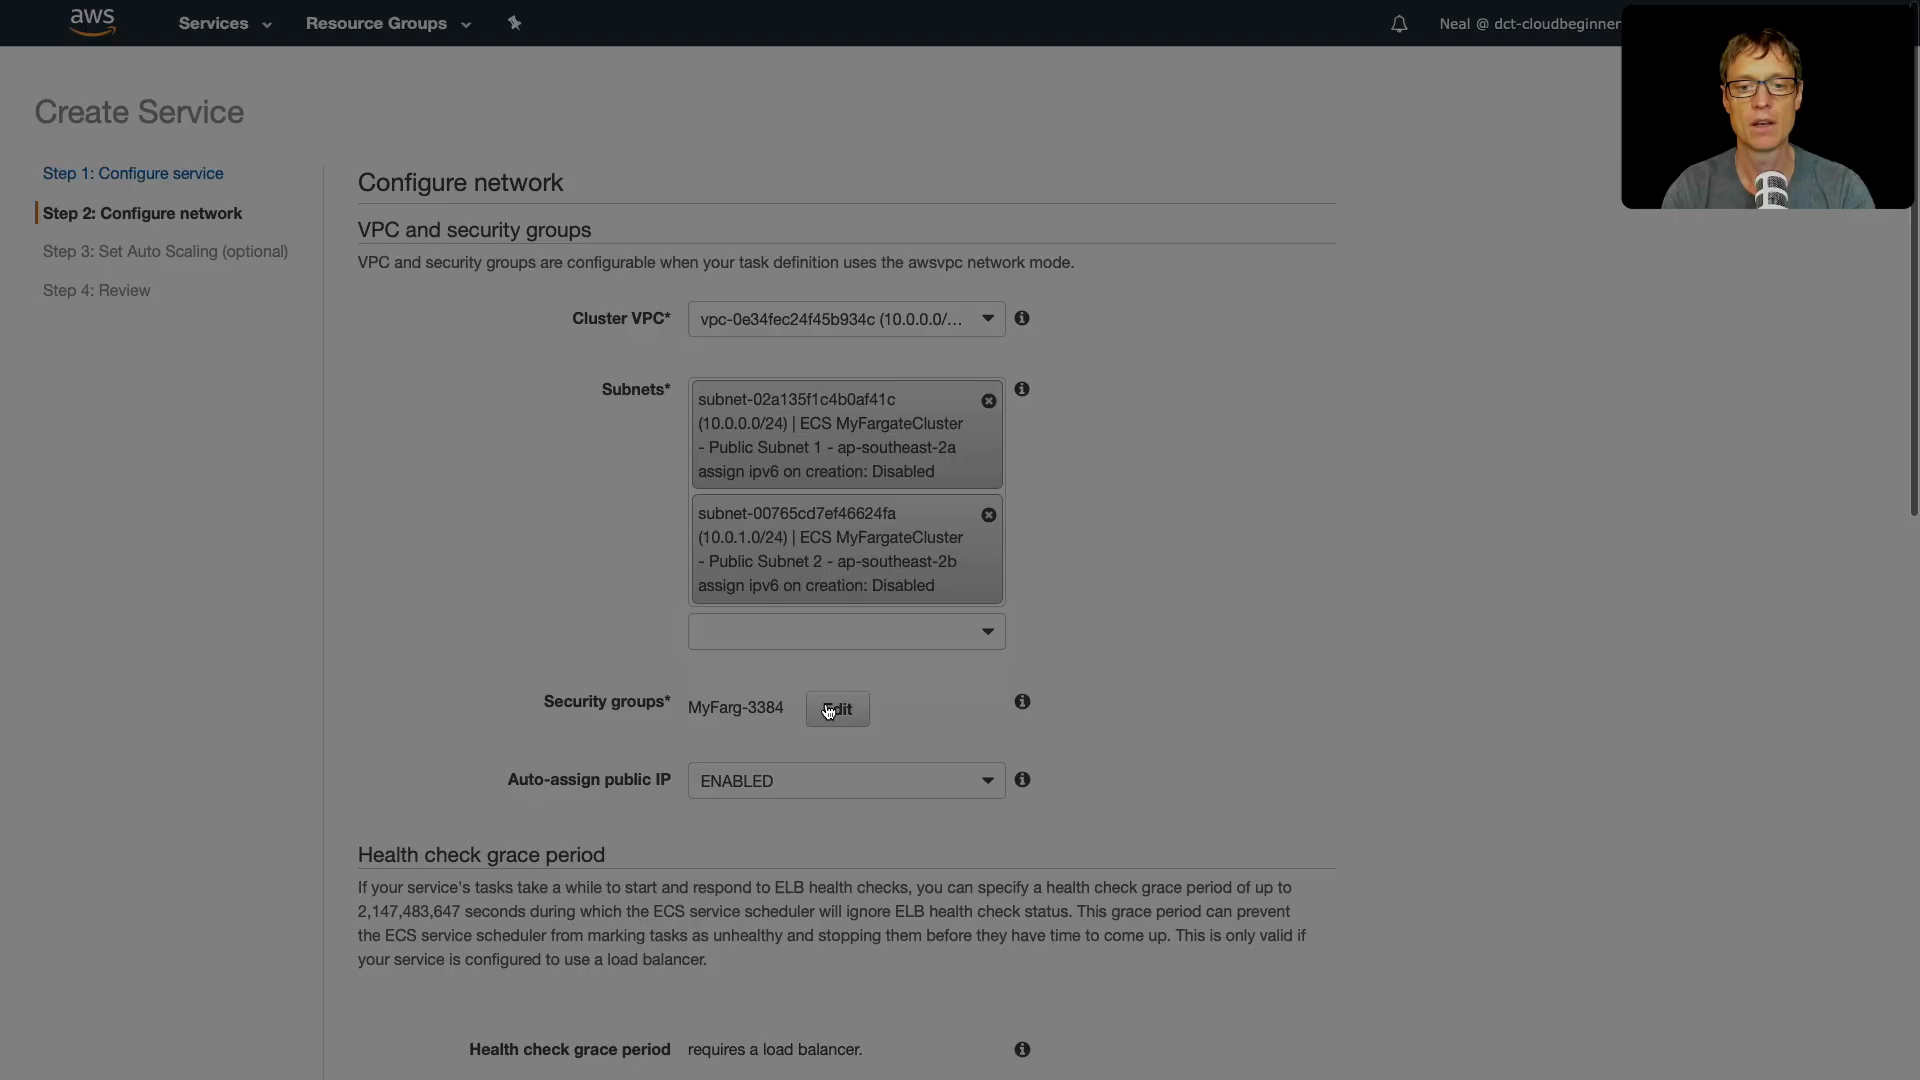 aws
Services
Resource Groups
Neal @ dct-cloudbeginner
Create Service
Step 1: Configure service
Step 2: Configure network
Step 3: Set Auto Scaling (optional)
Step 4: Review
Configure network
VPC and security groups
VPC and security groups are configurable when your task definition uses the awsvpc network mode.
Cluster VPC*
vpc-0e34fec24f45b934c (10.0.0.0/...
Subnets*
subnet-02a135f1c4b0af41c
(10.0.0.0/24) | ECS MyFargateCluster
- Public Subnet 1 - ap-southeast-2a
assign ipv6 on creation: Disabled
subnet-00765cd7ef46624fa
(10.0.1.0/24) | ECS MyFargateCluster
- Public Subnet 2 - ap-southeast-2b
assign ipv6 on creation: Disabled
Security groups*
MyFarg-3384
Edit
Auto-assign public IP
ENABLED
Health check grace period
If your service's tasks take a while to start and respond to ELB health checks, you can specify a health check grace period of up to
2,147,483,647 seconds during which the ECS service scheduler will ignore ELB health check status. This grace period can prevent
the ECS service scheduler from marking tasks as unhealthy and stopping them before they have time to come up. This is only valid if
your service is configured to use a load balancer.
Health check grace period
requires a load balancer.